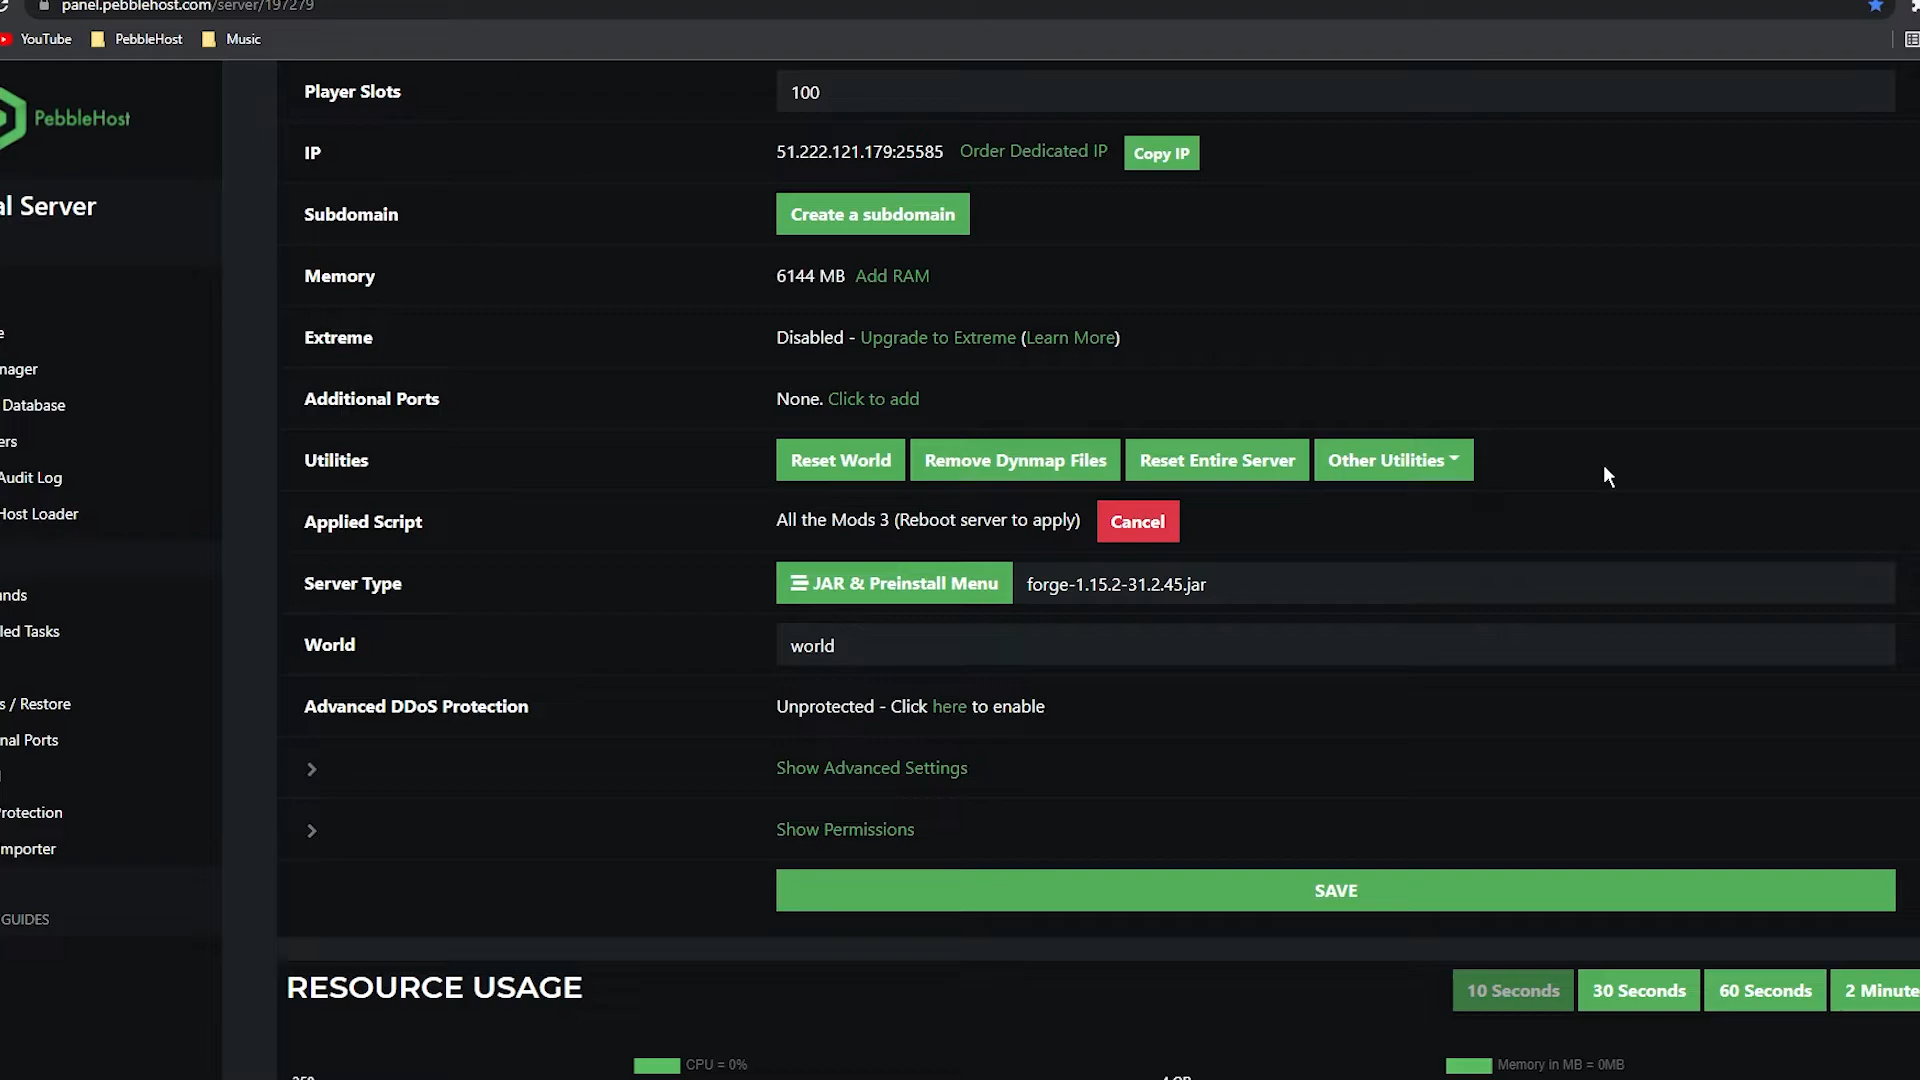 panel.pebblehost.com/server/197279
YouTube PebbleHost Music
PebbleHost
al Server
e
nager
Database
ers
Audit Log
Host Loader
nds
led Tasks
s / Restore
nal Ports
rotection
mporter
GUIDES
Player Slots 100
IP 51.222.121.179:25585 Order Dedicated IP Copy IP
Subdomain Create a subdomain
Memory 6144 MB Add RAM
Extreme Disabled - Upgrade to Extreme (Learn More)
Additional Ports None. Click to add
Utilities Reset World Remove Dynmap Files Reset Entire Server Other Utilities
Applied Script All the Mods 3 (Reboot server to apply) Cancel
Server Type JAR & Preinstall Menu forge-1.15.2-31.2.45.jar
World world
Advanced DDoS Protection Unprotected - Click here to enable
Show Advanced Settings
Show Permissions
SAVE
RESOURCE USAGE 10 Seconds 30 Seconds 60 Seconds 2 Minute
CPU = 0% Memory in MB = 0MB